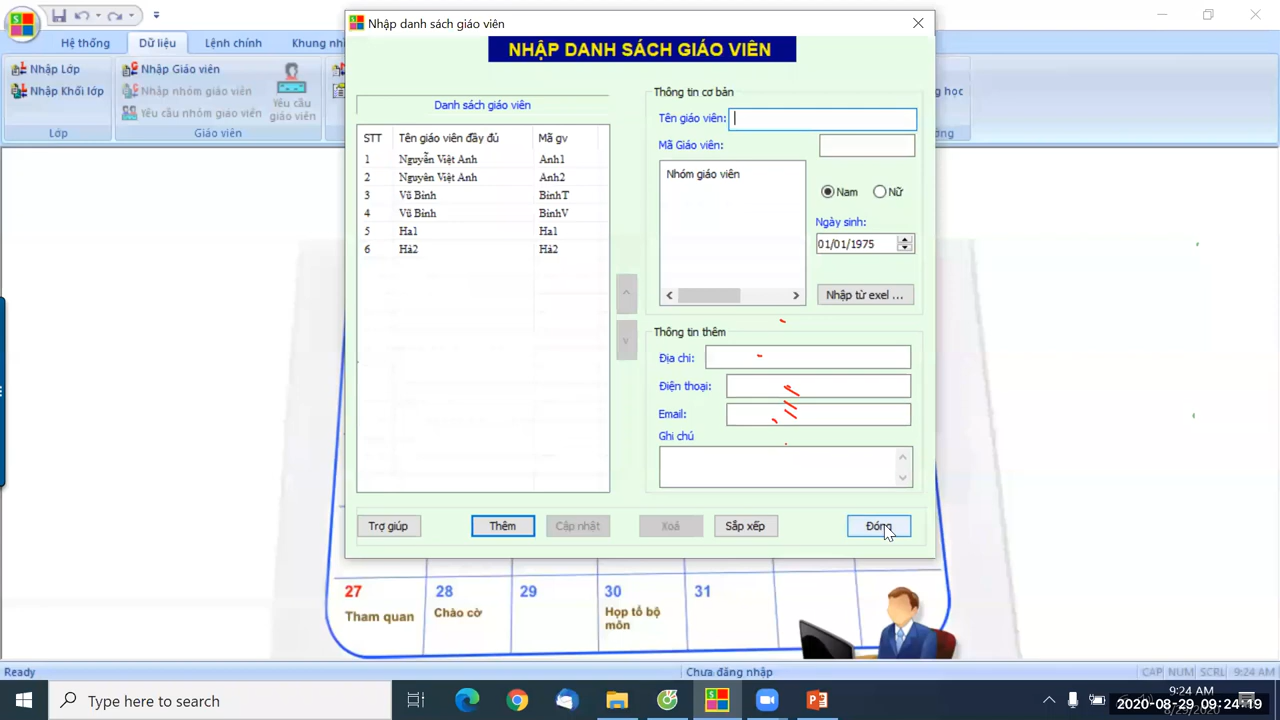 Nhập danh sách giáo viên
NHẬP DANH SÁCH GIÁO VIÊN
Hệ thống
Dữ liệu
Lệnh chính
Khung nh
Nhập Lớp
Nhập Khối lớp
Lớp
Nhập Giáo viên
Nhập nhóm giáo viên
Yêu cầu nhóm giáo viên
Yêu cầu
giáo viên
Giáo viên
g học
Danh sách giáo viên
STT Tên giáo viên đầy đủ Mã gv
1 Nguyễn Việt Anh Anh1
2 Nguyên Việt Anh Anh2
3 Vũ Bình BinhT
4 Vũ Bình BinhV
5 Ha1 Ha1
6 Hà2 Hà2
Thông tin cơ bản
Tên giáo viên:
Mã Giáo viên:
Nhóm giáo viên
Nam Nữ
Ngày sinh:
01/01/1975
Nhập từ exel ...
Thông tin thêm
Địa chỉ:
Điện thoại:
Email:
Ghi chú
Trợ giúp Thêm Cập nhật Xoá Sắp xếp Đóng
27 28 29 30 31
Tham quan Chào cờ Họp tổ bộ
môn
Ready Chưa đăng nhập CAP NUM SCRL 9:24 AM
Type here to search
9:24 AM
2020-08-29 09:24:19